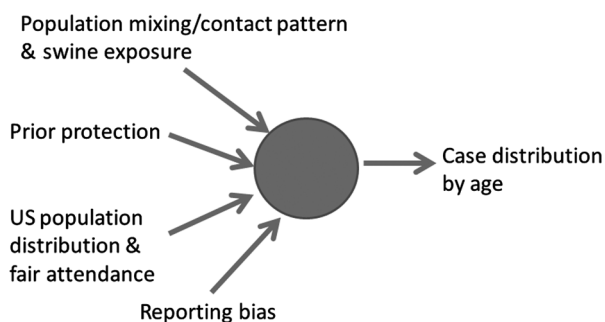 Population mixing/contact pattern
& swine exposure
Prior protection
US population
distribution &
fair attendance
Reporting bias
Case distribution
by age